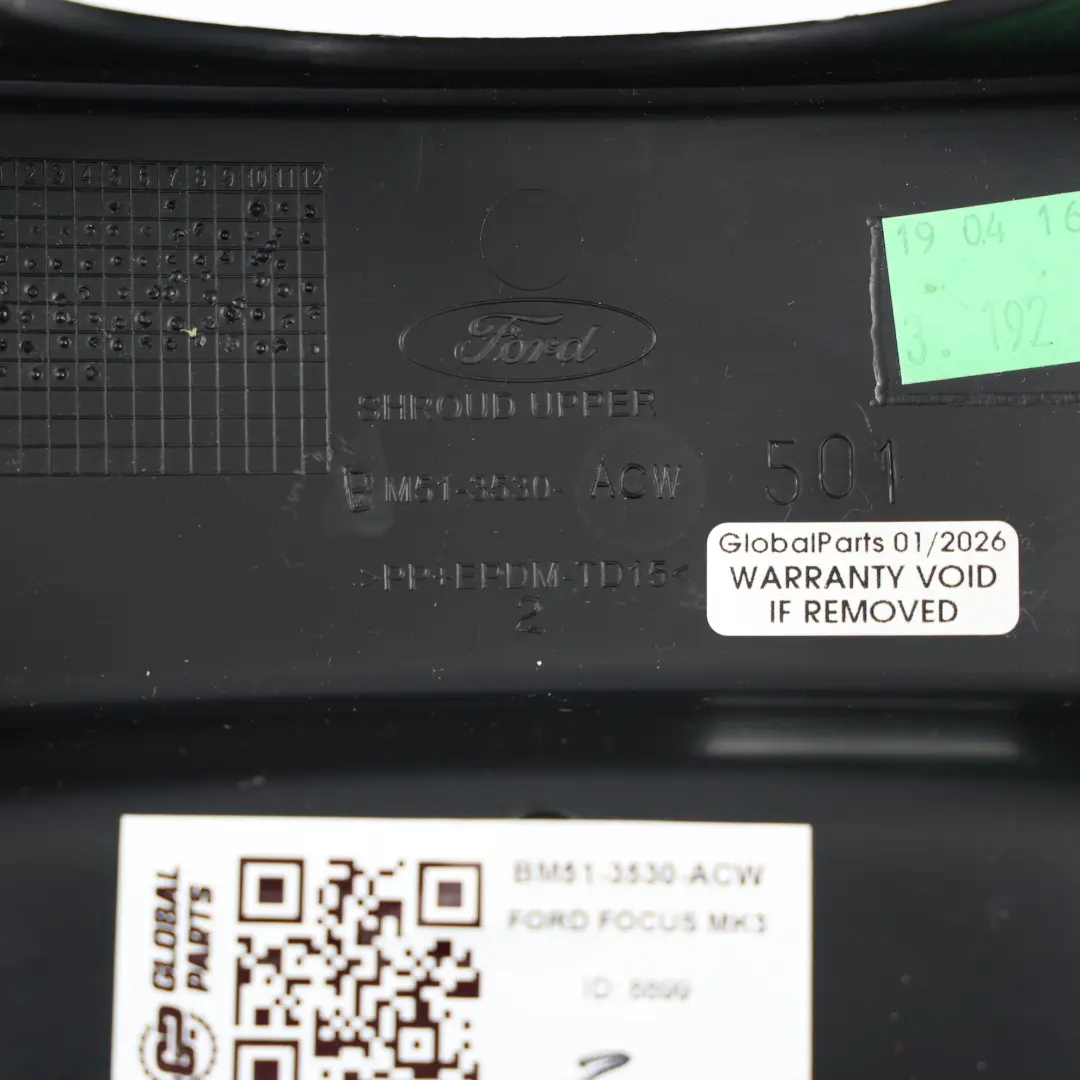 1 2 3 4 5 6 7 8 9 10 11 12
19 04 16
3. 192
Ford
SHROUD UPPER
BM51-3530- ACW
501
>PP+EPDM-TD15<
2
GlobalParts 01/2026
WARRANTY VOID
IF REMOVED
GLOBAL
PARTS
GP
BM51-3530-ACW
FORD FOCUS MK3
ID: